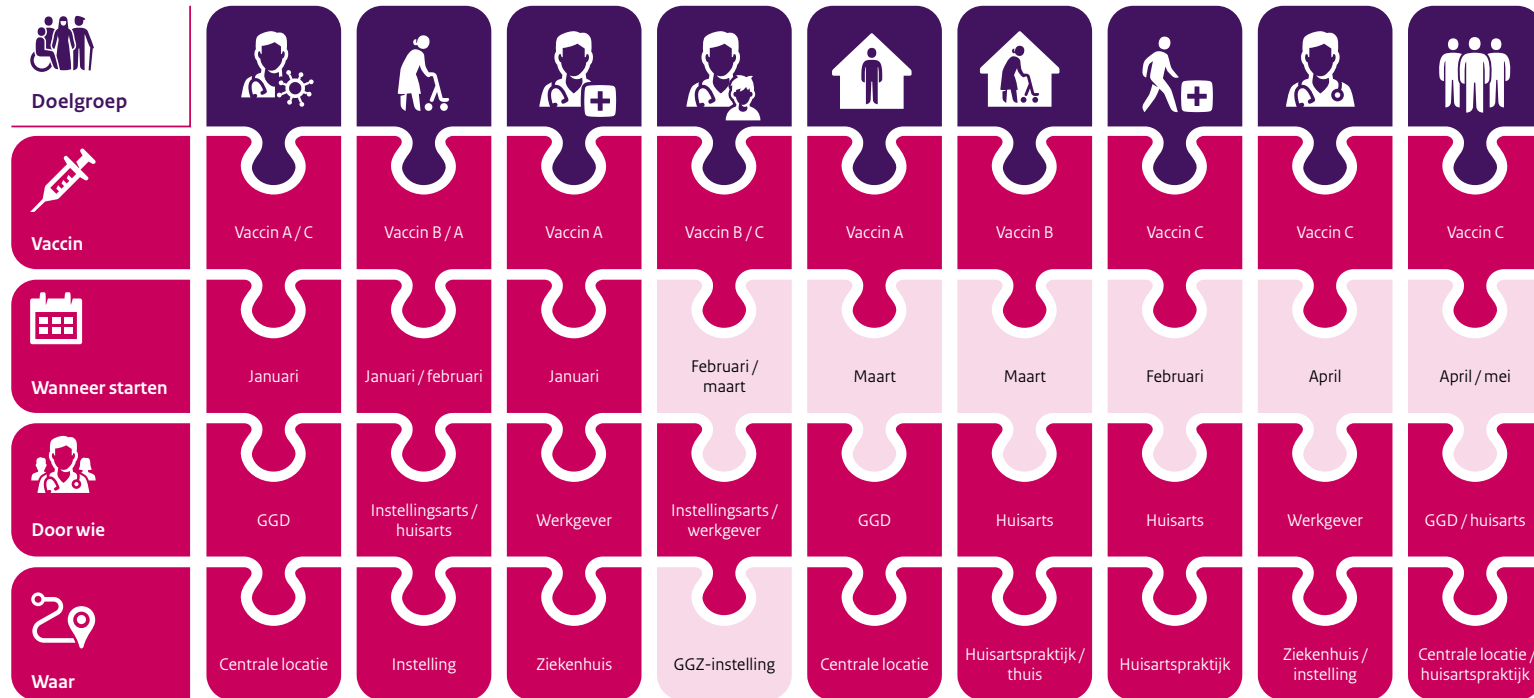 Doelgroep
Vaccin
Vaccin A / C
Vaccin B / A
Vaccin A
Vaccin B / C
Vaccin A
Vaccin B
Vaccin C
Vaccin C
Vaccin C
Wanneer starten
Januari
Januari / februari
Januari
Februari /
maart
Maart
Maart
Februari
April
April / mei
Door wie
GGD
Instellingsarts /
huisarts
Werkgever
Instellingsarts /
werkgever
GGD
Huisarts
Huisarts
Werkgever
GGD / huisarts
Waar
Centrale locatie
Instelling
Ziekenhuis
GGZ-instelling
Centrale locatie
Huisartspraktijk /
thuis
Huisartspraktijk
Ziekenhuis /
instelling
Centrale locatie /
huisartspraktijk